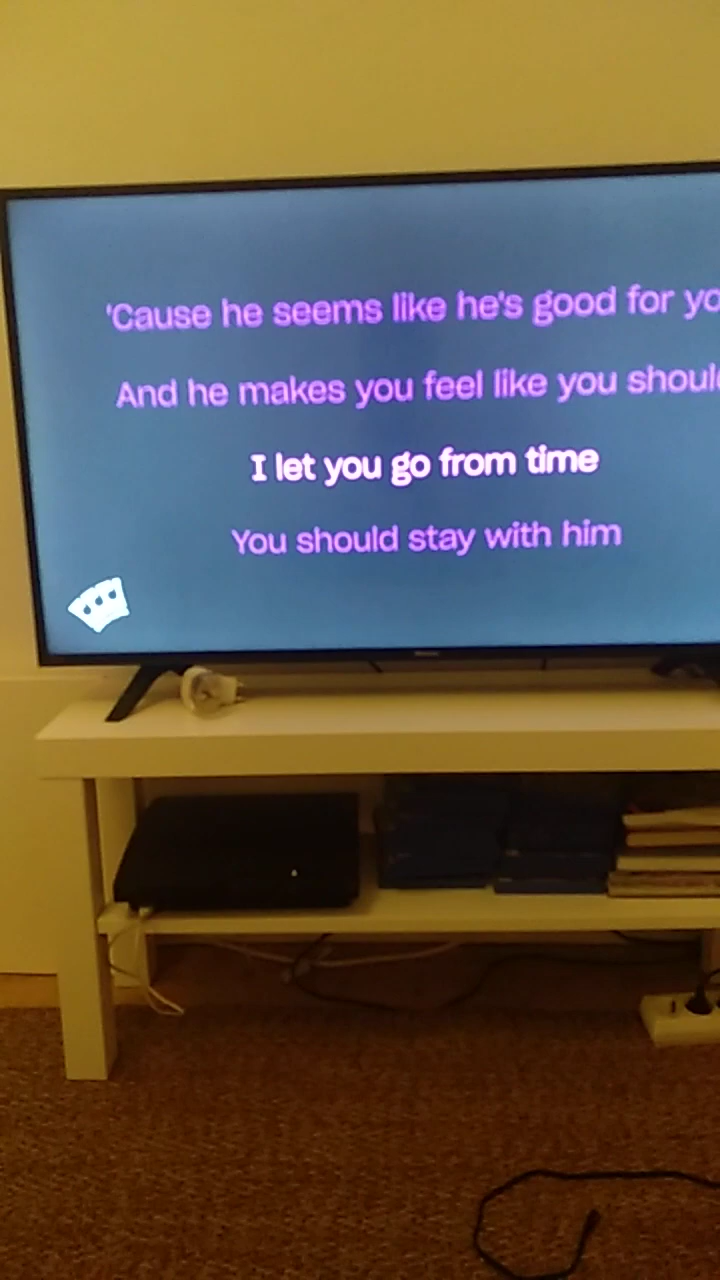 'Cause he seems like he's good for yo
And he makes you feel like you shoul
I let you go from time
You should stay with him